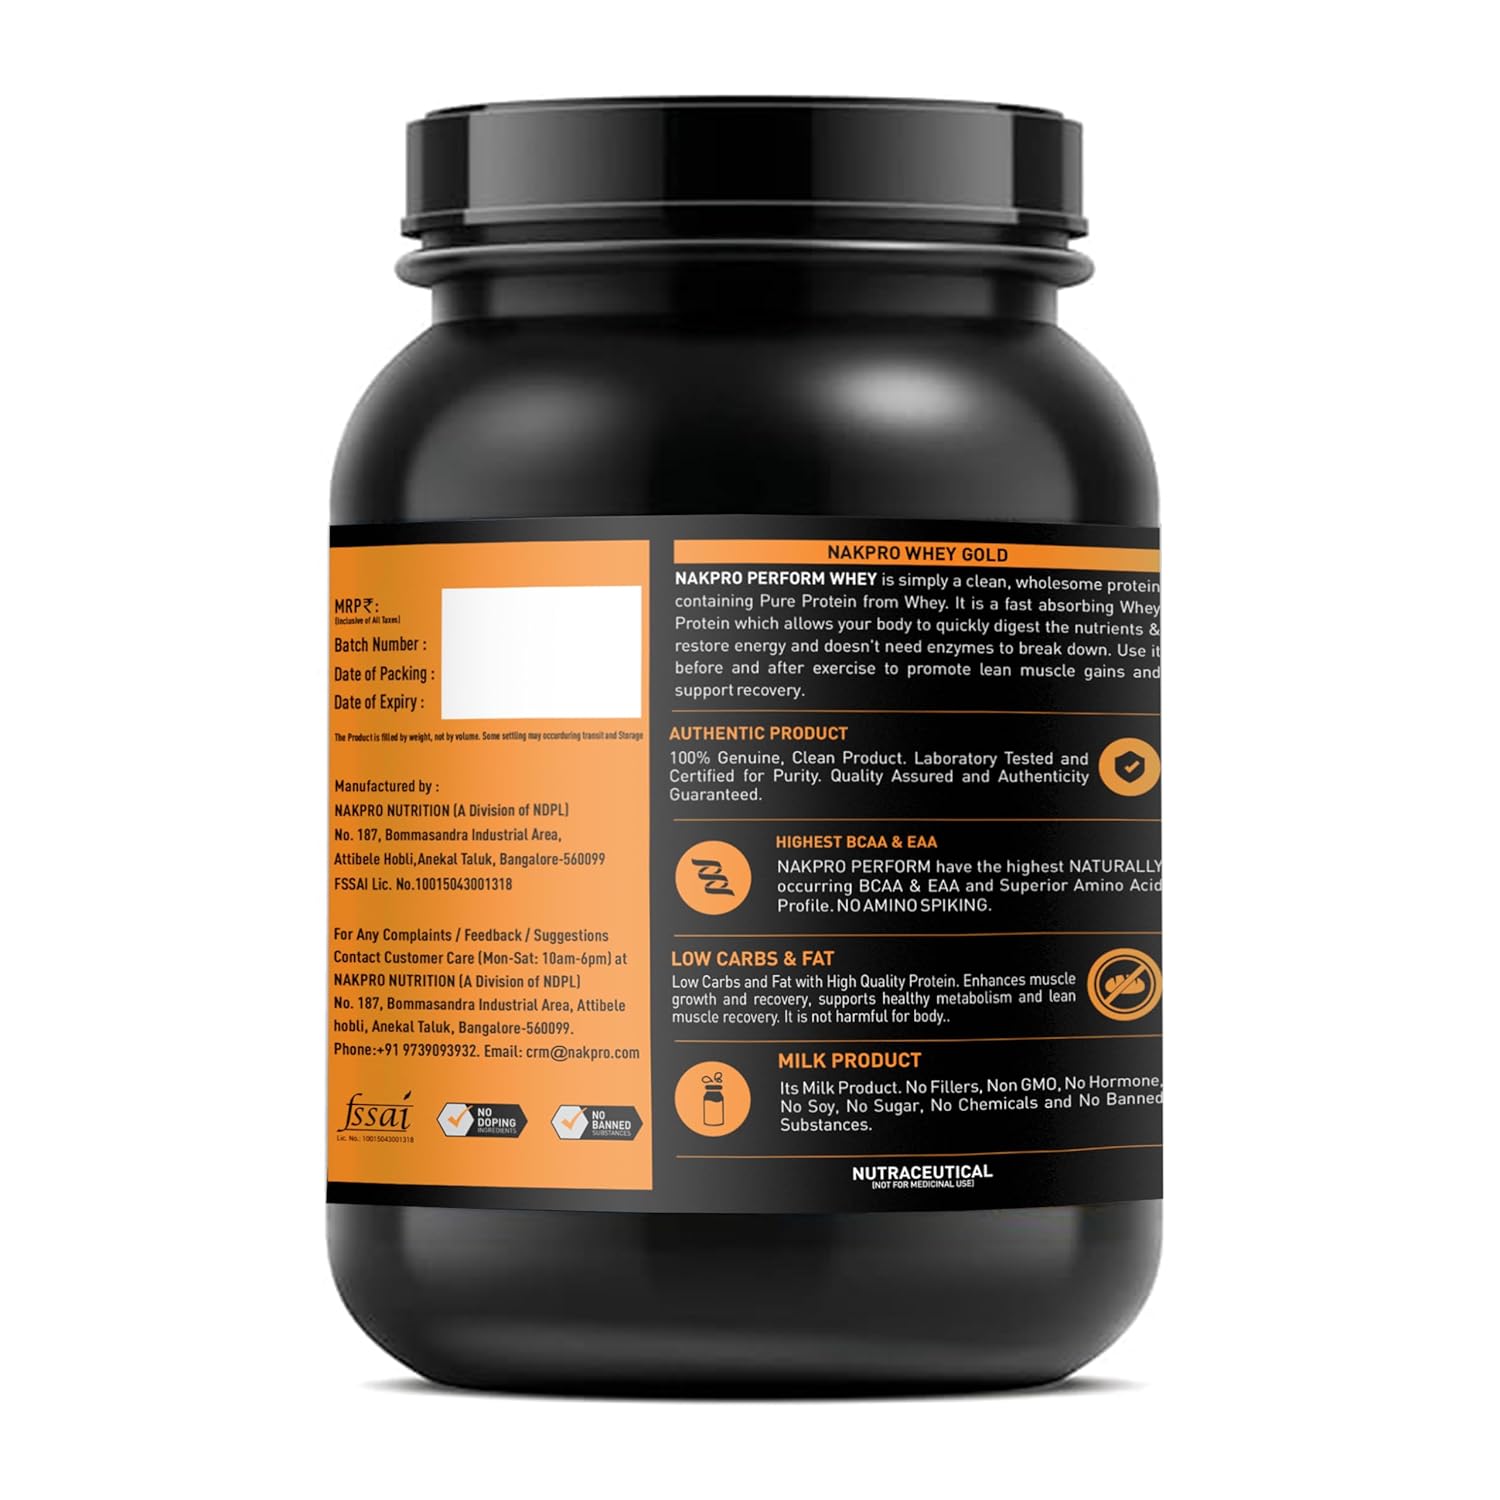 MRP₹:
(Inclusive of All Taxes)
Batch Number :
Date of Packing :
Date of Expiry :
The Product is filled by weight, not by volume. Some settling may occurduring transit and Storage
Manufactured by :
NAKPRO NUTRITION (A Division of NDPL)
No. 187, Bommasandra Industrial Area,
Attibele Hobli,Anekal Taluk, Bangalore-560099
FSSAI Lic. No.10015043001318
For Any Complaints / Feedback / Suggestions
Contact Customer Care (Mon-Sat: 10am-6pm) at
NAKPRO NUTRITION (A Division of NDPL)
No. 187, Bommasandra Industrial Area, Attibele
hobli, Anekal Taluk, Bangalore-560099.
Phone:+91 9739093932. Email: crm@nakpro.com
fssai
Lic. No.: 10015043001318
NO
DOPING
INGREDIENTS
NO
BANNED
SUBSTANCES
NAKPRO WHEY GOLD
NAKPRO PERFORM WHEY is simply a clean, wholesome protein
containing Pure Protein from Whey. It is a fast absorbing Whey
Protein which allows your body to quickly digest the nutrients &
restore energy and doesn't need enzymes to break down. Use it
before and after exercise to promote lean muscle gains and
support recovery.
AUTHENTIC PRODUCT
100% Genuine, Clean Product. Laboratory Tested and
Certified for Purity. Quality Assured and Authenticity
Guaranteed.
HIGHEST BCAA & EAA
NAKPRO PERFORM have the highest NATURALLY
occurring BCAA & EAA and Superior Amino Acid
Profile. NO AMINO SPIKING.
LOW CARBS & FAT
Low Carbs and Fat with High Quality Protein. Enhances muscle
growth and recovery, supports healthy metabolism and lean
muscle recovery. It is not harmful for body..
MILK PRODUCT
Its Milk Product. No Fillers, Non GMO, No Hormone,
No Soy, No Sugar, No Chemicals and No Banned
Substances.
NUTRACEUTICAL
(NOT FOR MEDICINAL USE)